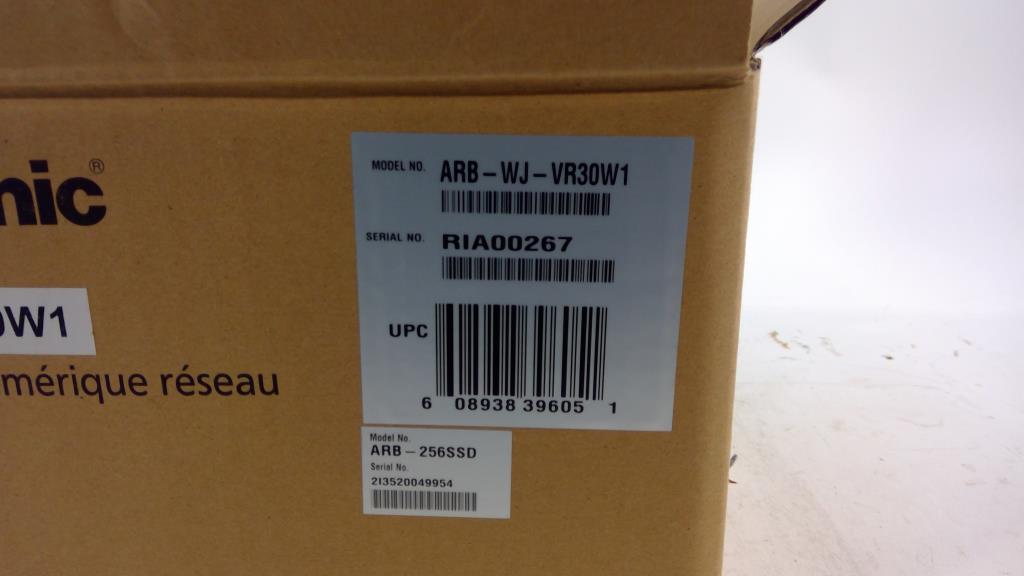 nic®
MODEL NO. ARB-WJ-VR30W1
SERIAL NO. RIA00267
0W1
UPC
mérique réseau
6 08938 39605 1
Model No.
ARB-256SSD
Serial No.
213520049954